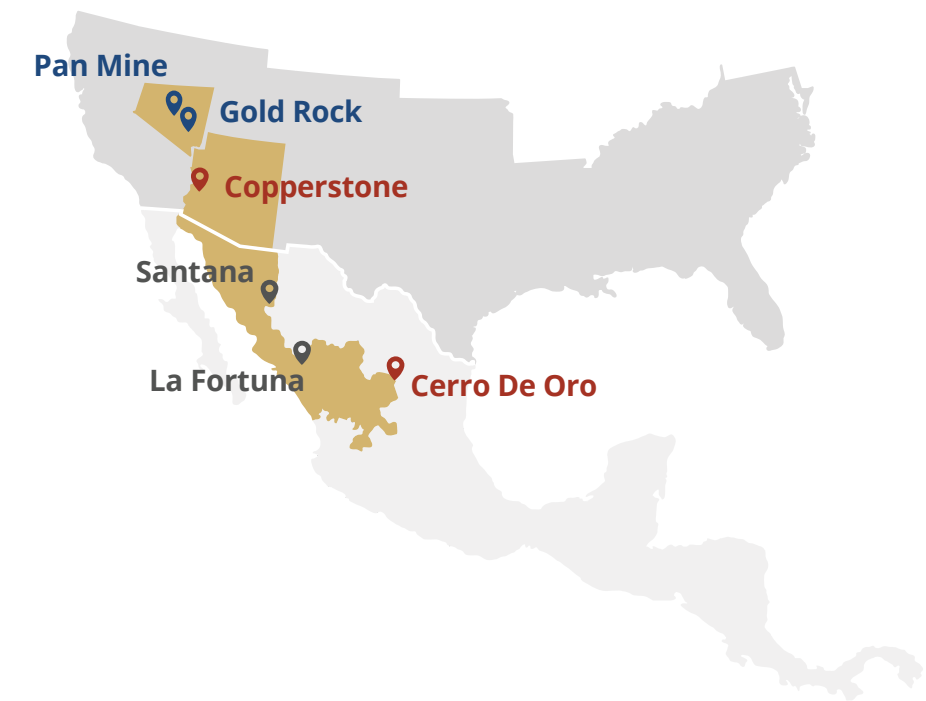 Pan Mine
Gold Rock
Copperstone
Santana
La Fortuna
Cerro De Oro